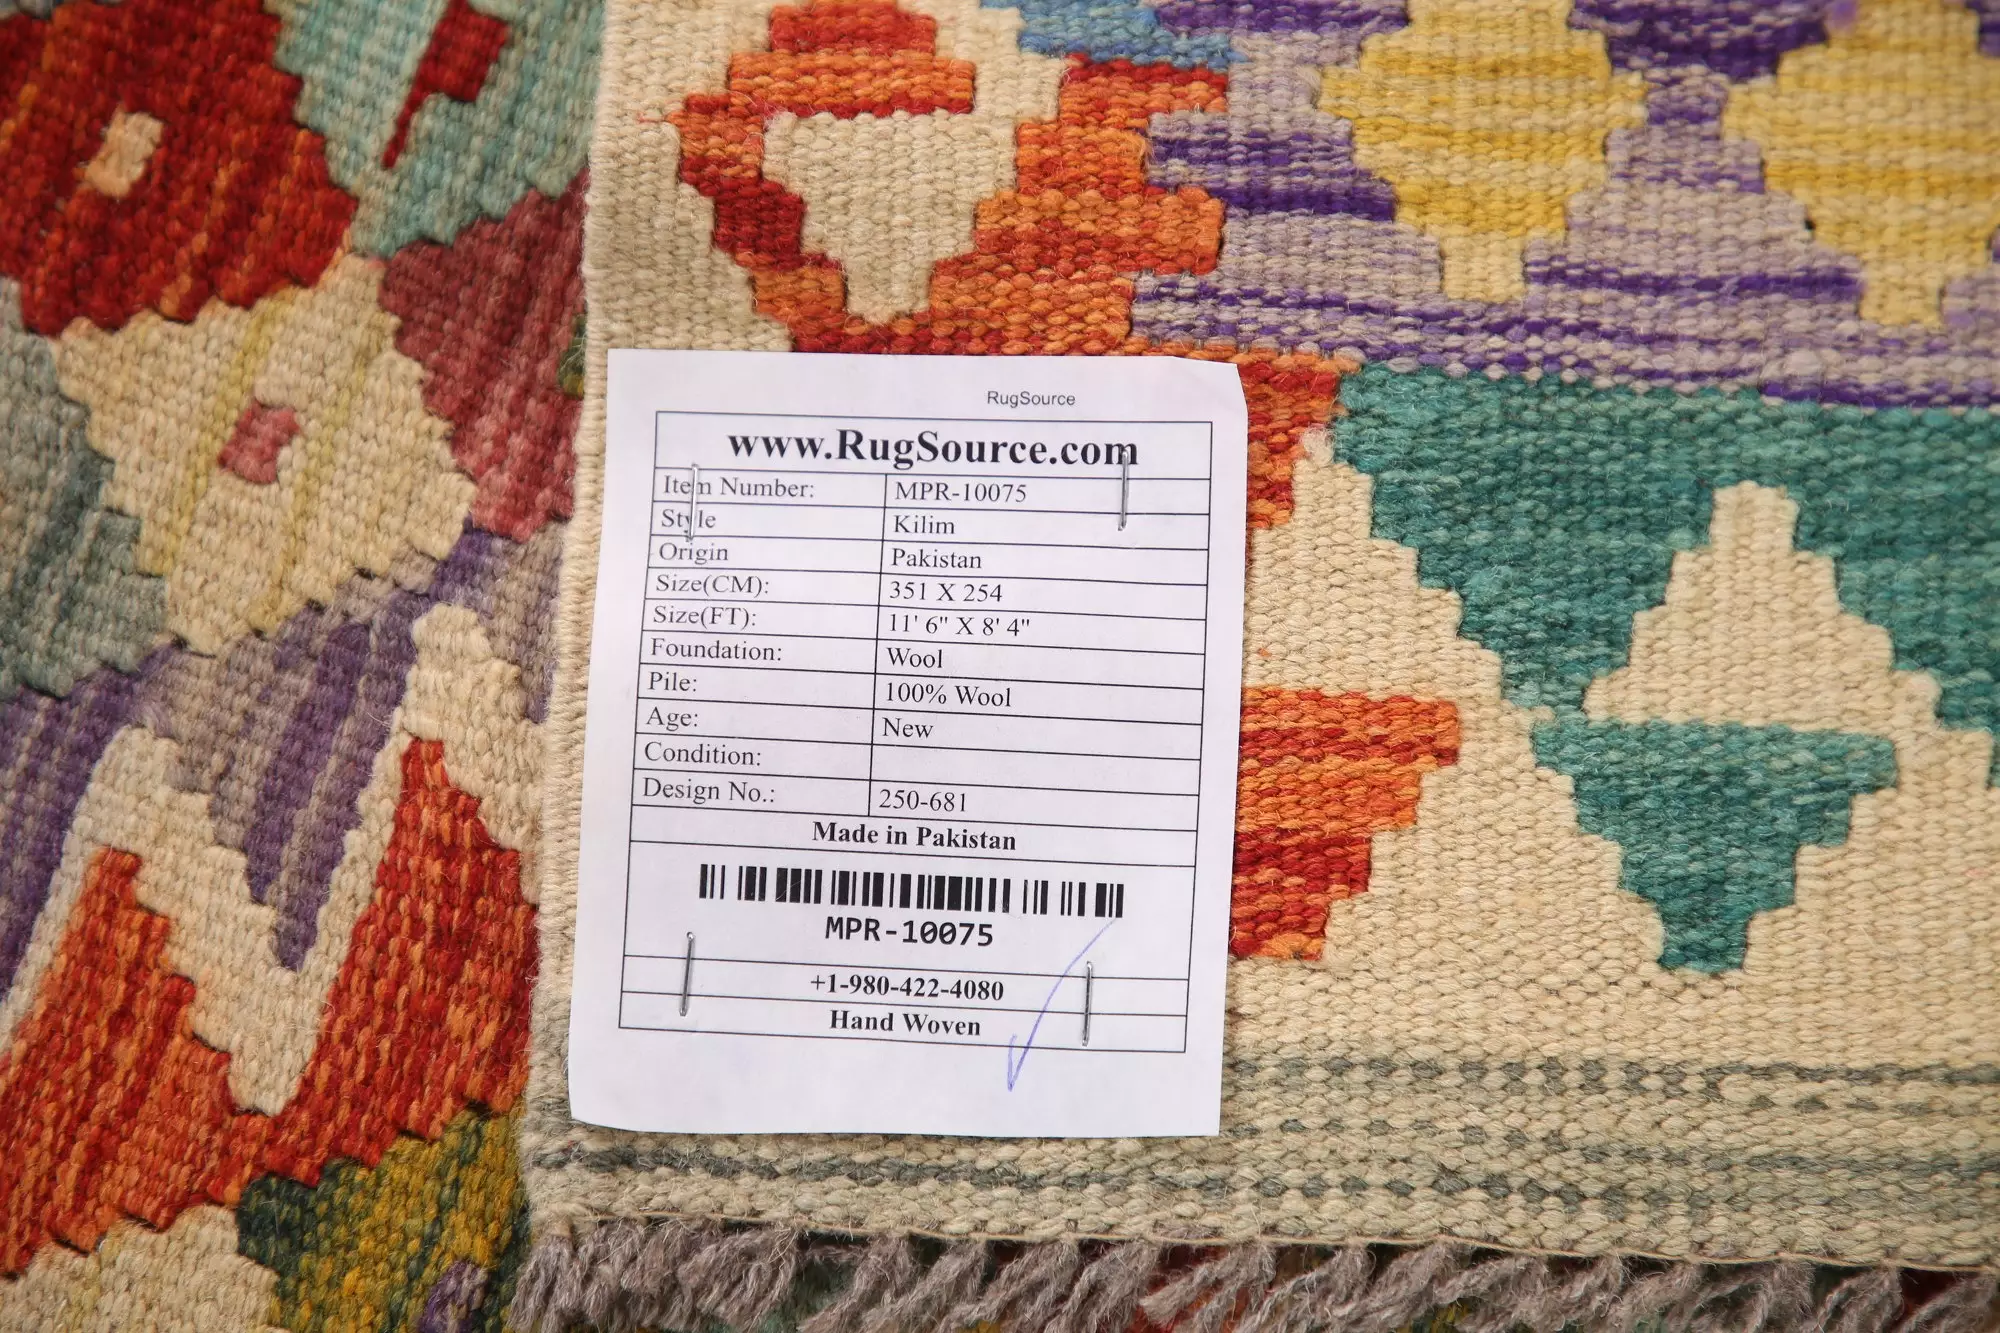 RugSource
www.RugSource.com
Item Number: MPR-10075
Style Kilim
Origin Pakistan
Size(CM): 351 X 254
Size(FT): 11' 6" X 8' 4"
Foundation: Wool
Pile: 100% Wool
Age: New
Condition:
Design No.: 250-681
Made in Pakistan
MPR-10075
+1-980-422-4080
Hand Woven